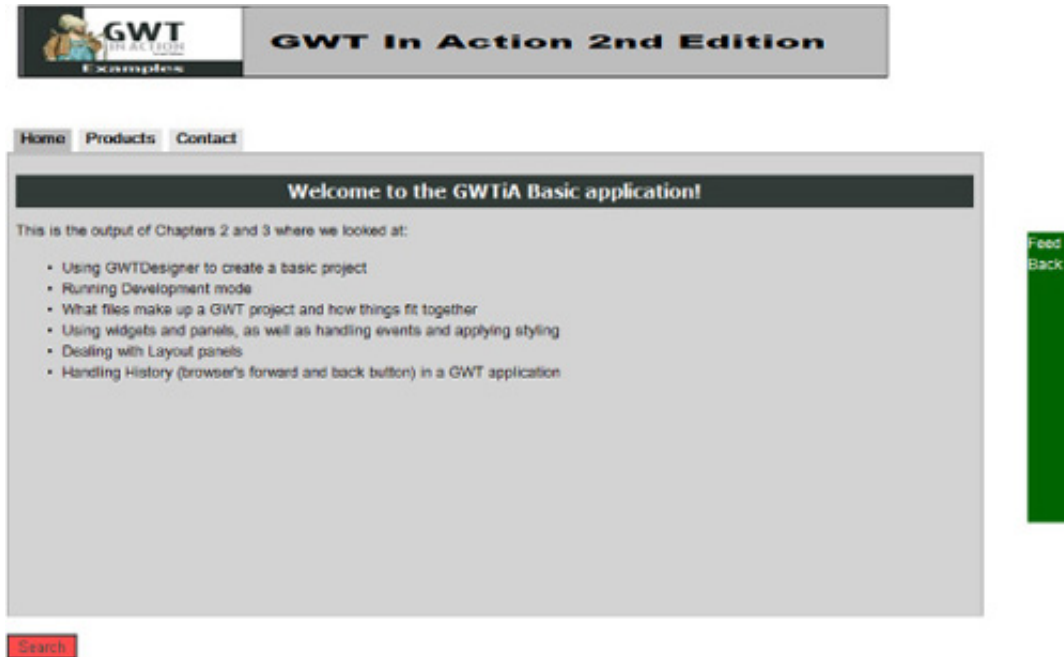 GWT
IN ACTION
Examples
GWT In Action 2nd Edition
Home Products Contact
Welcome to the GWTiA Basic application!
This is the output of Chapters 2 and 3 where we looked at:
• Using GWTDesigner to create a basic project
• Running Development mode
• What files make up a GWT project and how things fit together
• Using widgets and panels, as well as handling events and applying styling
• Dealing with Layout panels
• Handling History (browser's forward and back button) in a GWT application
Feed
Back
Search